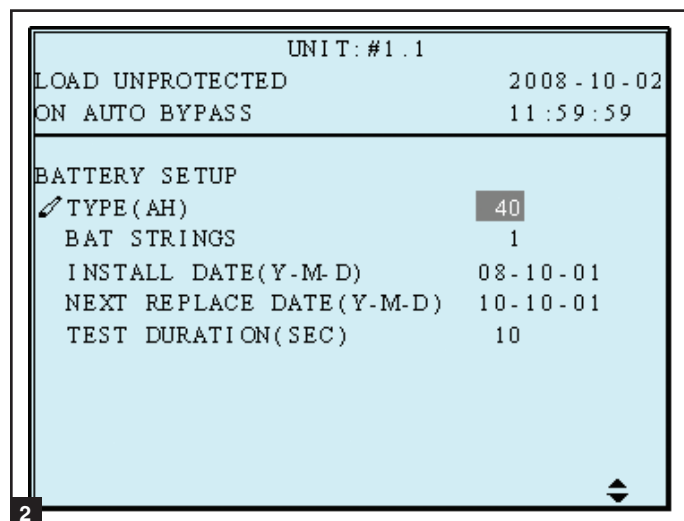 UNIT:#1.1
LOAD UNPROTECTED 2008-10-02
ON AUTO BYPASS 11:59:59
BATTERY SETUP
TYPE(AH) 40
BAT STRINGS 1
INSTALL DATE(Y-M-D) 08-10-01
NEXT REPLACE DATE(Y-M-D) 10-10-01
TEST DURATION(SEC) 10
2